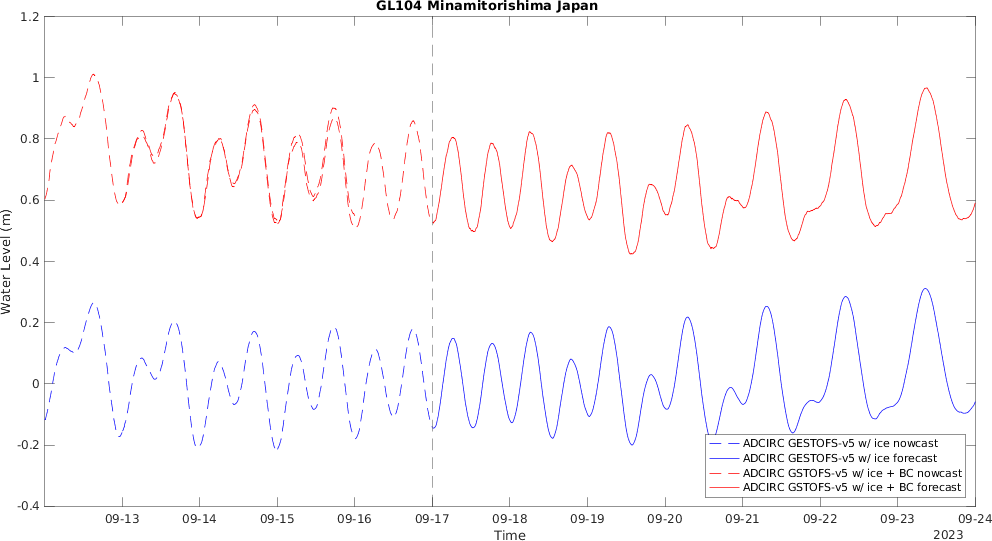 GL104 Minamitorishima Japan
1.2
1
0.8
0.6
0.4
0.2
0
-0.2
-0.4
Water Level (m)
ADCIRC GESTOFS-v5 w/ ice nowcast
ADCIRC GESTOFS-v5 w/ ice forecast
ADCIRC GSTOFS-v5 w/ ice + BC nowcast
ADCIRC GSTOFS-v5 w/ ice + BC forecast
09-13 09-14 09-15 09-16 09-17 09-18 09-19 09-20 09-21 09-22 09-23 09-24
Time
2023